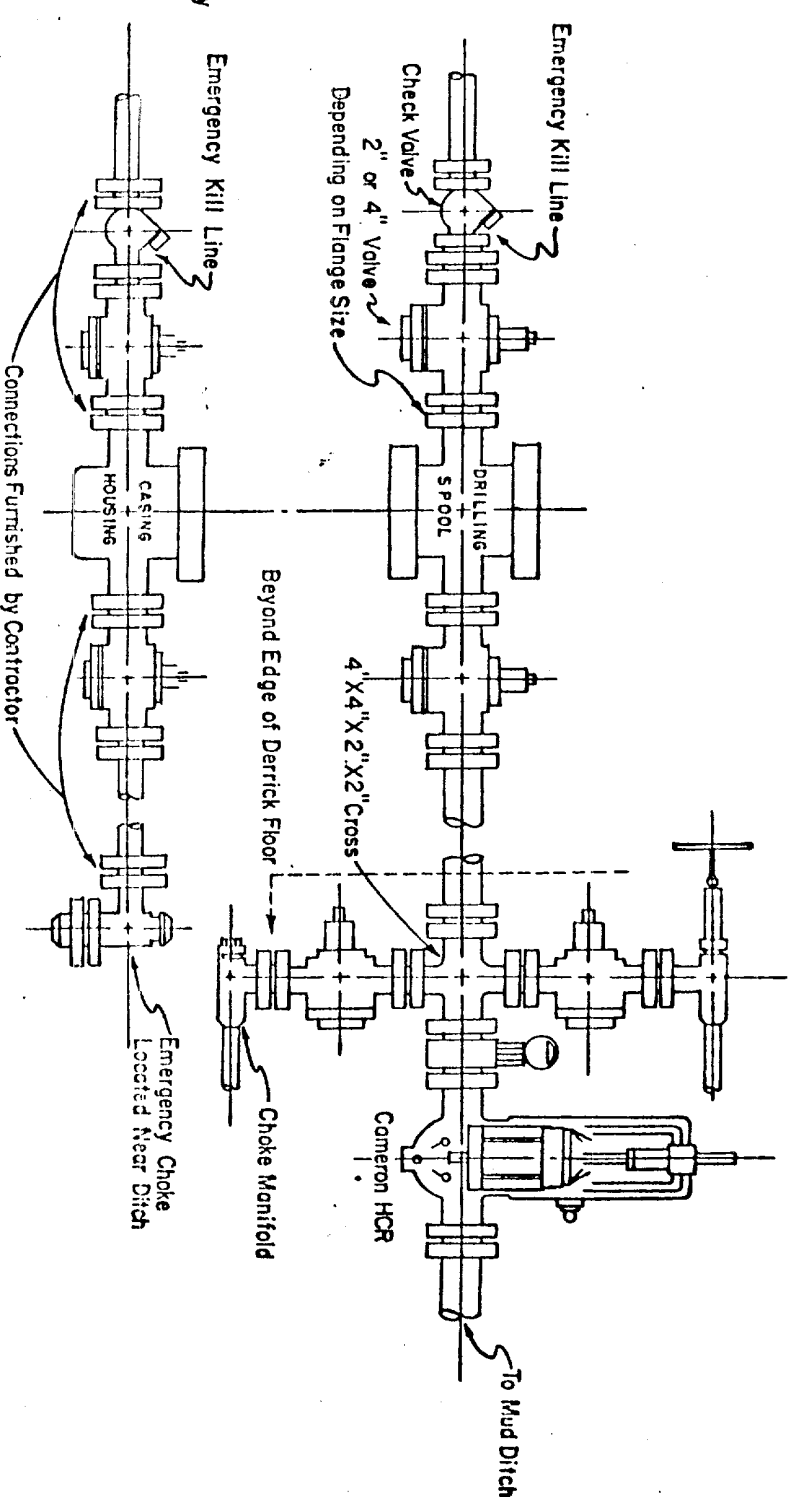 Emergency Kill Line
Check Valve
2" or 4" Valve
Depending on Flange Size
DRILLING
SPOOL
4"X4"X2"X2" Cross
Beyond Edge of Derrick Floor
Cameron HCR
To Mud Ditch
Choke Manifold
Emergency Kill Line
CASING
HOUSING
Connections Furnished by Contractor
Emergency Choke
Located Near Ditch
y